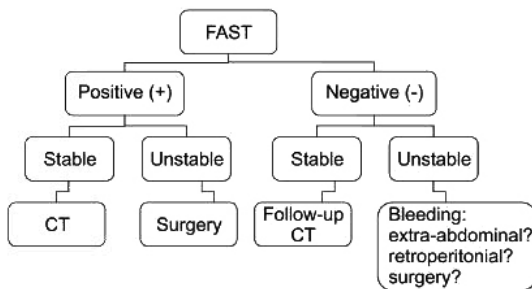 FAST
Positive (+)
Negative (-)
Stable
Unstable
Stable
Unstable
CT
Surgery
Follow-up
CT
Bleeding:
extra-abdominal?
retroperitonial?
surgery?